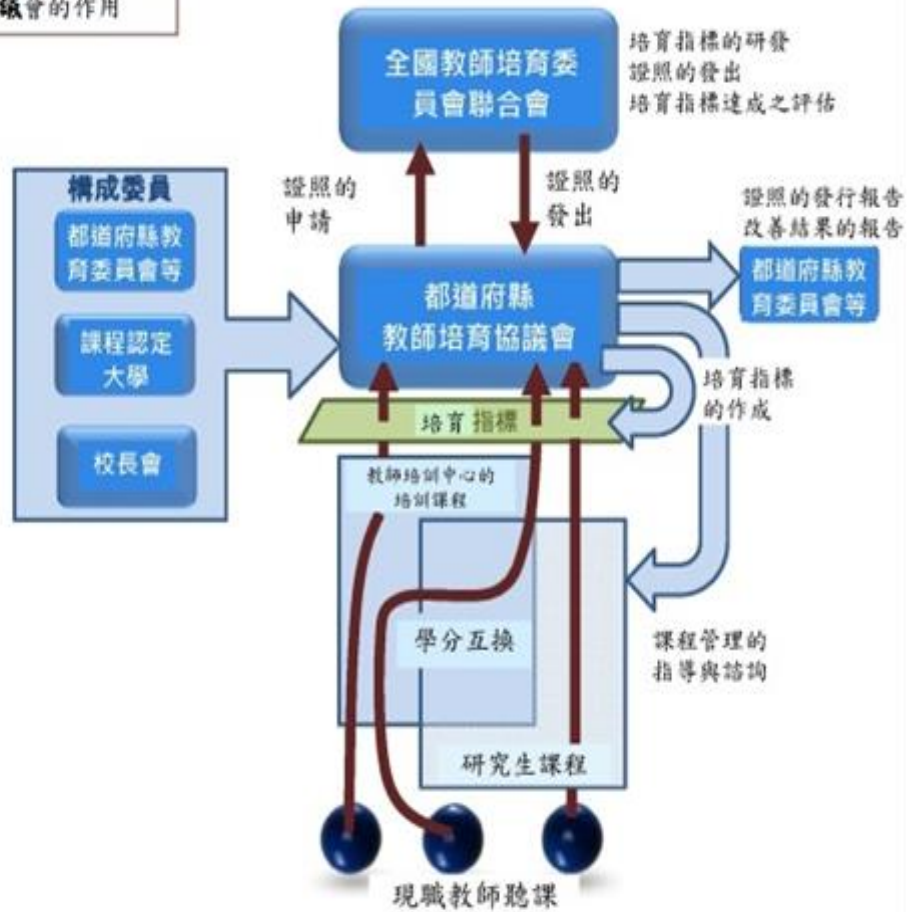 會的作用
全國教師培育委
員會聯合會
培育指標的研發
證照的發出
培育指標達成之評估
構成委員
都道府縣教
育委員會等
課程認定
大學
校長會
證照的
申請
證照的
發出
都道府縣
教師培育協議會
證照的發行報告
改善結果的報告
都道府縣教
育委員會等
培育指標
的作成
培育 指標
教師培訓中心的
培訓課程
學分互換
課程管理的
指導與諮詢
研究生課程
現職教師聽課